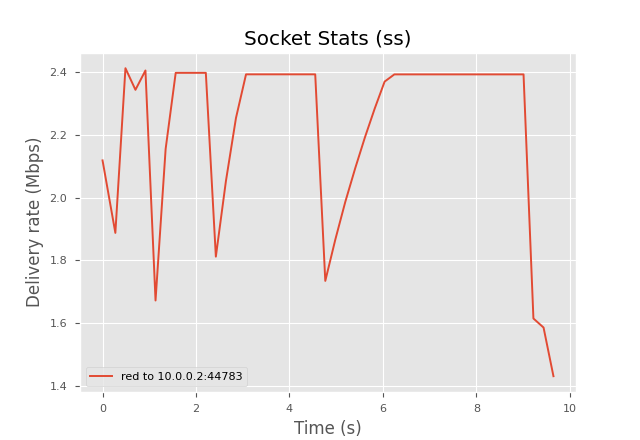 Socket Stats (ss)
Delivery rate (Mbps)
2.4
2.2
2.0
1.8
1.6
1.4
red to 10.0.0.2:44783
0 2 4 6 8 10
Time (s)